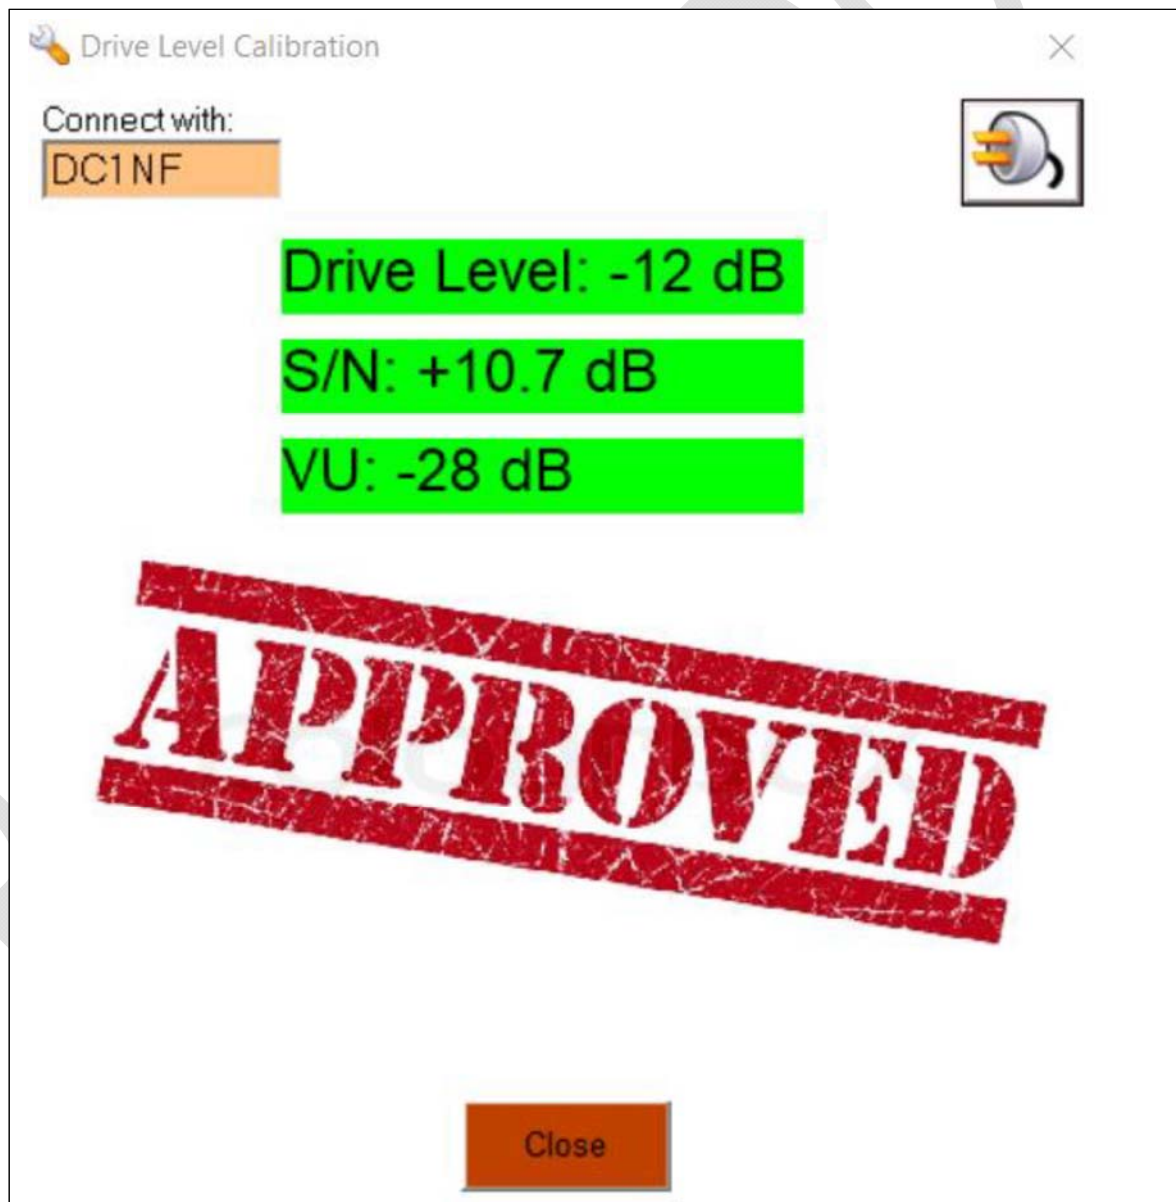 Drive Level Calibration
Connect with:
DC1NF
Drive Level: -12 dB
S/N: +10.7 dB
VU: -28 dB
APPROVED
Close